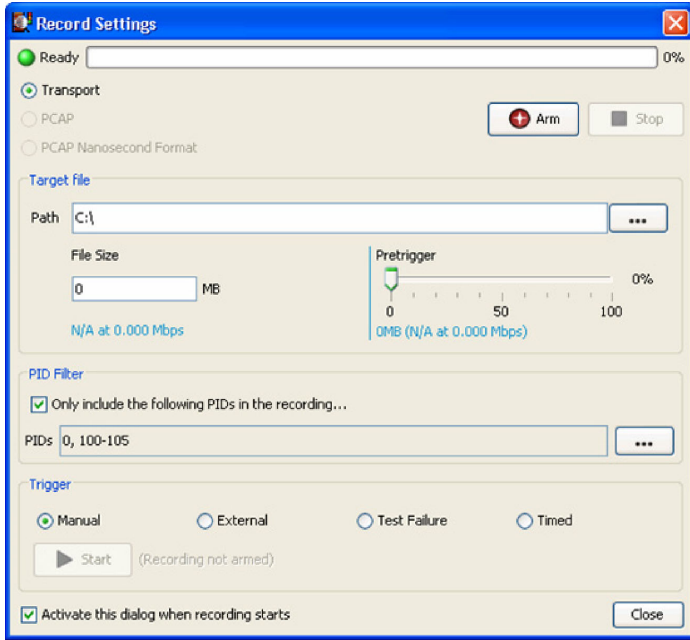 Record Settings
Ready 0%
Transport
PCAP Arm Stop
PCAP Nanosecond Format
Target file
Path C:\ ...
File Size Pretrigger
0 MB 0%
0 50 100
N/A at 0.000 Mbps 0MB (N/A at 0.000 Mbps)
PID Filter
Only include the following PIDs in the recording...
PIDs 0, 100-105 ...
Trigger
Manual External Test Failure Timed
Start (Recording not armed)
Activate this dialog when recording starts Close